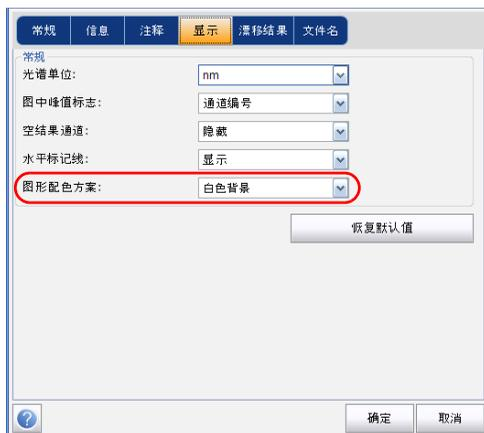 常规 信息 注释 显示 漂移结果 文件名
常规
光谱单位: nm
图中峰值标志: 通道编号
空结果通道: 隐藏
水平标记线: 显示
图形配色方案: 白色背景
恢复默认值
? 确定 取消